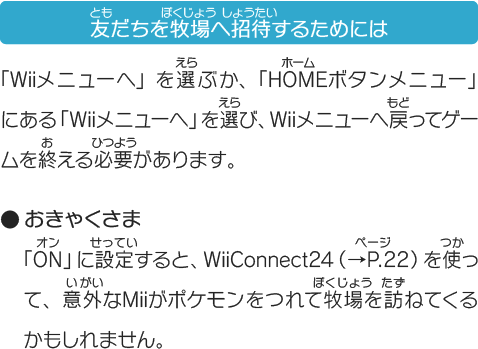 友だちを牧場へ招待するためには
「Wiiメニューへ」を選ぶか、「HOMEボタンメニュー」
にある「Wiiメニューへ」を選び、Wiiメニューへ戻ってゲー
ムを終える必要があります。
● おきゃくさま
「ON」に設定すると、WiiConnect24（→P.22）を使っ
て、意外なMiiがポケモンをつれて牧場を訪ねてくる
かもしれません。